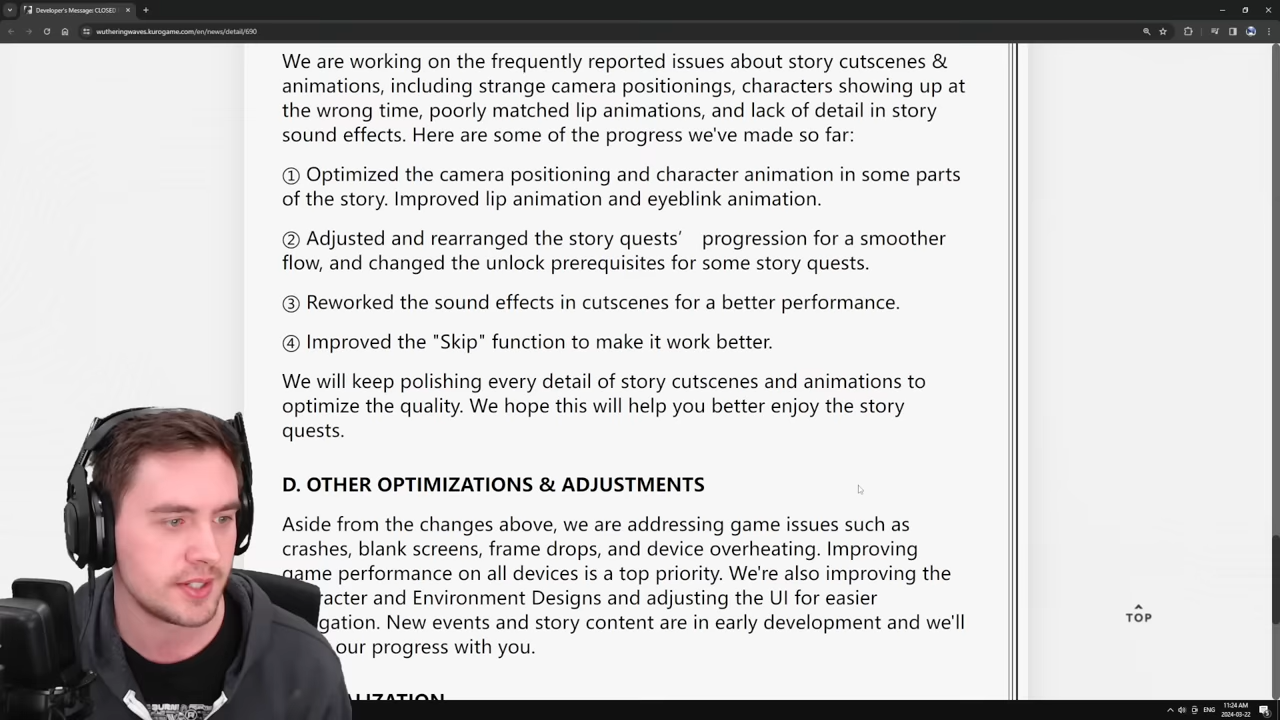 Developer's Message: CLOSED
wutheringwaves.kurogame.com/en/news/detail/690
We are working on the frequently reported issues about story cutscenes &
animations, including strange camera positionings, characters showing up at
the wrong time, poorly matched lip animations, and lack of detail in story
sound effects. Here are some of the progress we've made so far:
① Optimized the camera positioning and character animation in some parts
of the story. Improved lip animation and eyeblink animation.
② Adjusted and rearranged the story quests’ progression for a smoother
flow, and changed the unlock prerequisites for some story quests.
③ Reworked the sound effects in cutscenes for a better performance.
④ Improved the "Skip" function to make it work better.
We will keep polishing every detail of story cutscenes and animations to
optimize the quality. We hope this will help you better enjoy the story
quests.
D. OTHER OPTIMIZATIONS & ADJUSTMENTS
Aside from the changes above, we are addressing game issues such as
crashes, blank screens, frame drops, and device overheating. Improving
game performance on all devices is a top priority. We're also improving the
and Environment Designs and adjusting the UI for easier
New events and story content are in early development and we'll
our progress with you.
TOP
ENG
11:24 AM
2024-03-22